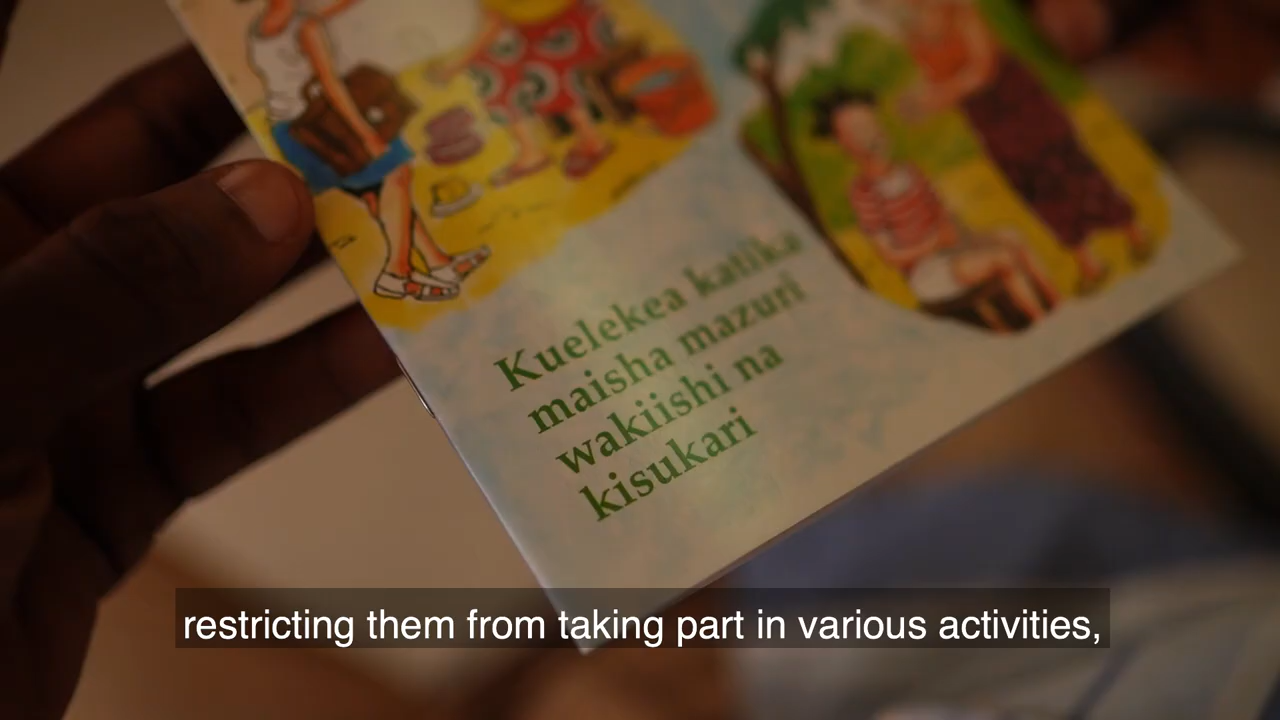 Kuelekea katika
maisha mazuri
wakiishi na
kisukari
restricting them from taking part in various activities,